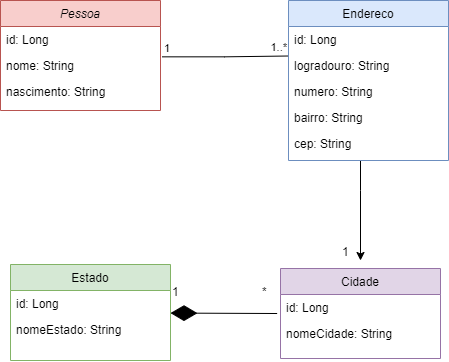 Pessoa
id: Long
nome: String
nascimento: String
1
1..*
Endereco
id: Long
logradouro: String
numero: String
bairro: String
cep: String
1
Estado
id: Long
nomeEstado: String
1
*
Cidade
id: Long
nomeCidade: String